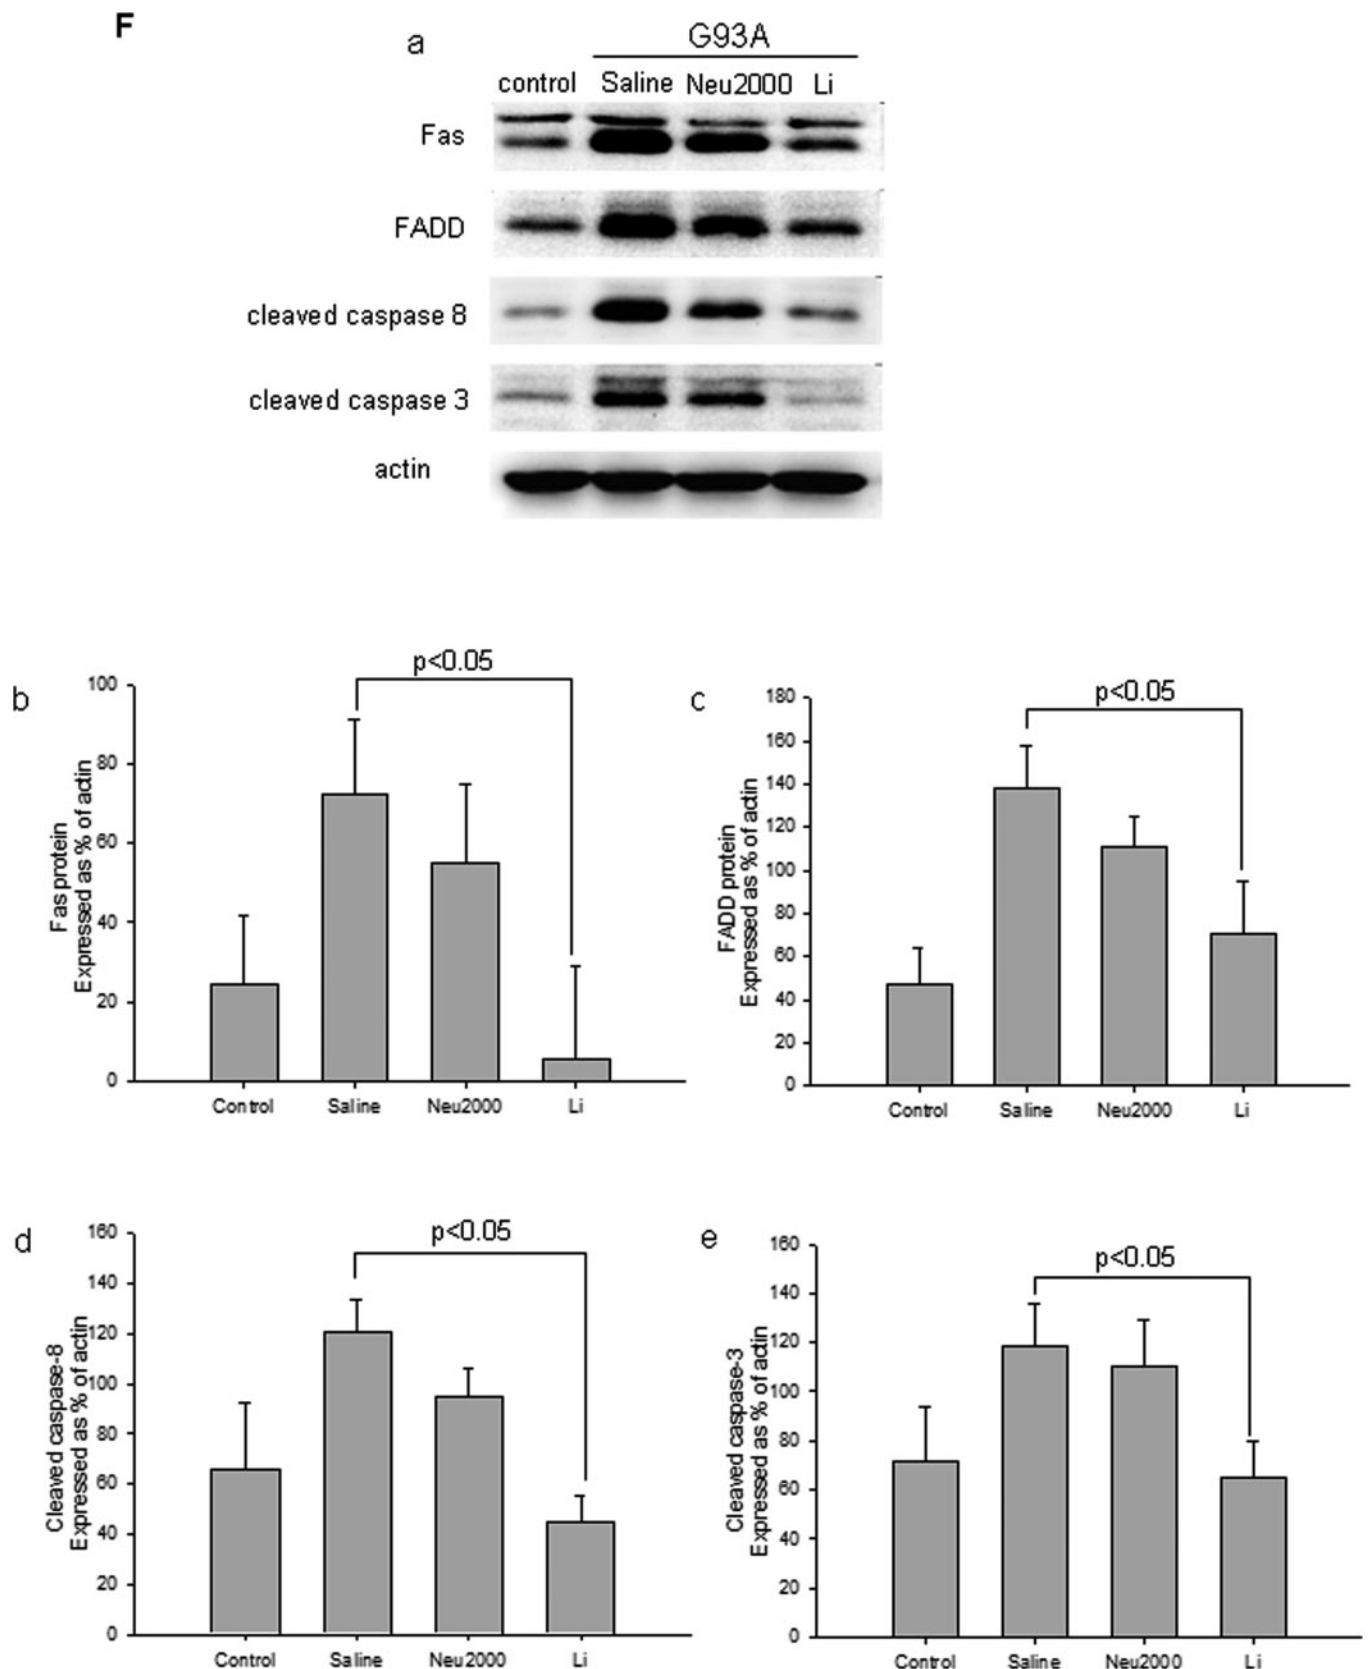 F
a
G93A
control Saline Neu2000 Li
Fas
FADD
cleaved caspase 8
cleaved caspase 3
actin
b
p<0.05
Fas protein
Expressed as % of actin
100
80
60
40
20
0
Control Saline Neu2000 Li
c
p<0.05
FADD protein
Expressed as % of actin
180
160
140
120
100
80
60
40
20
0
Control Saline Neu2000 Li
d
p<0.05
Cleaved caspase-8
Expressed as % of actin
160
140
120
100
80
60
40
20
0
Control Saline Neu2000 Li
e
p<0.05
Cleaved caspase-3
Expressed as % of actin
160
140
120
100
80
60
40
20
0
Control Saline Neu2000 Li